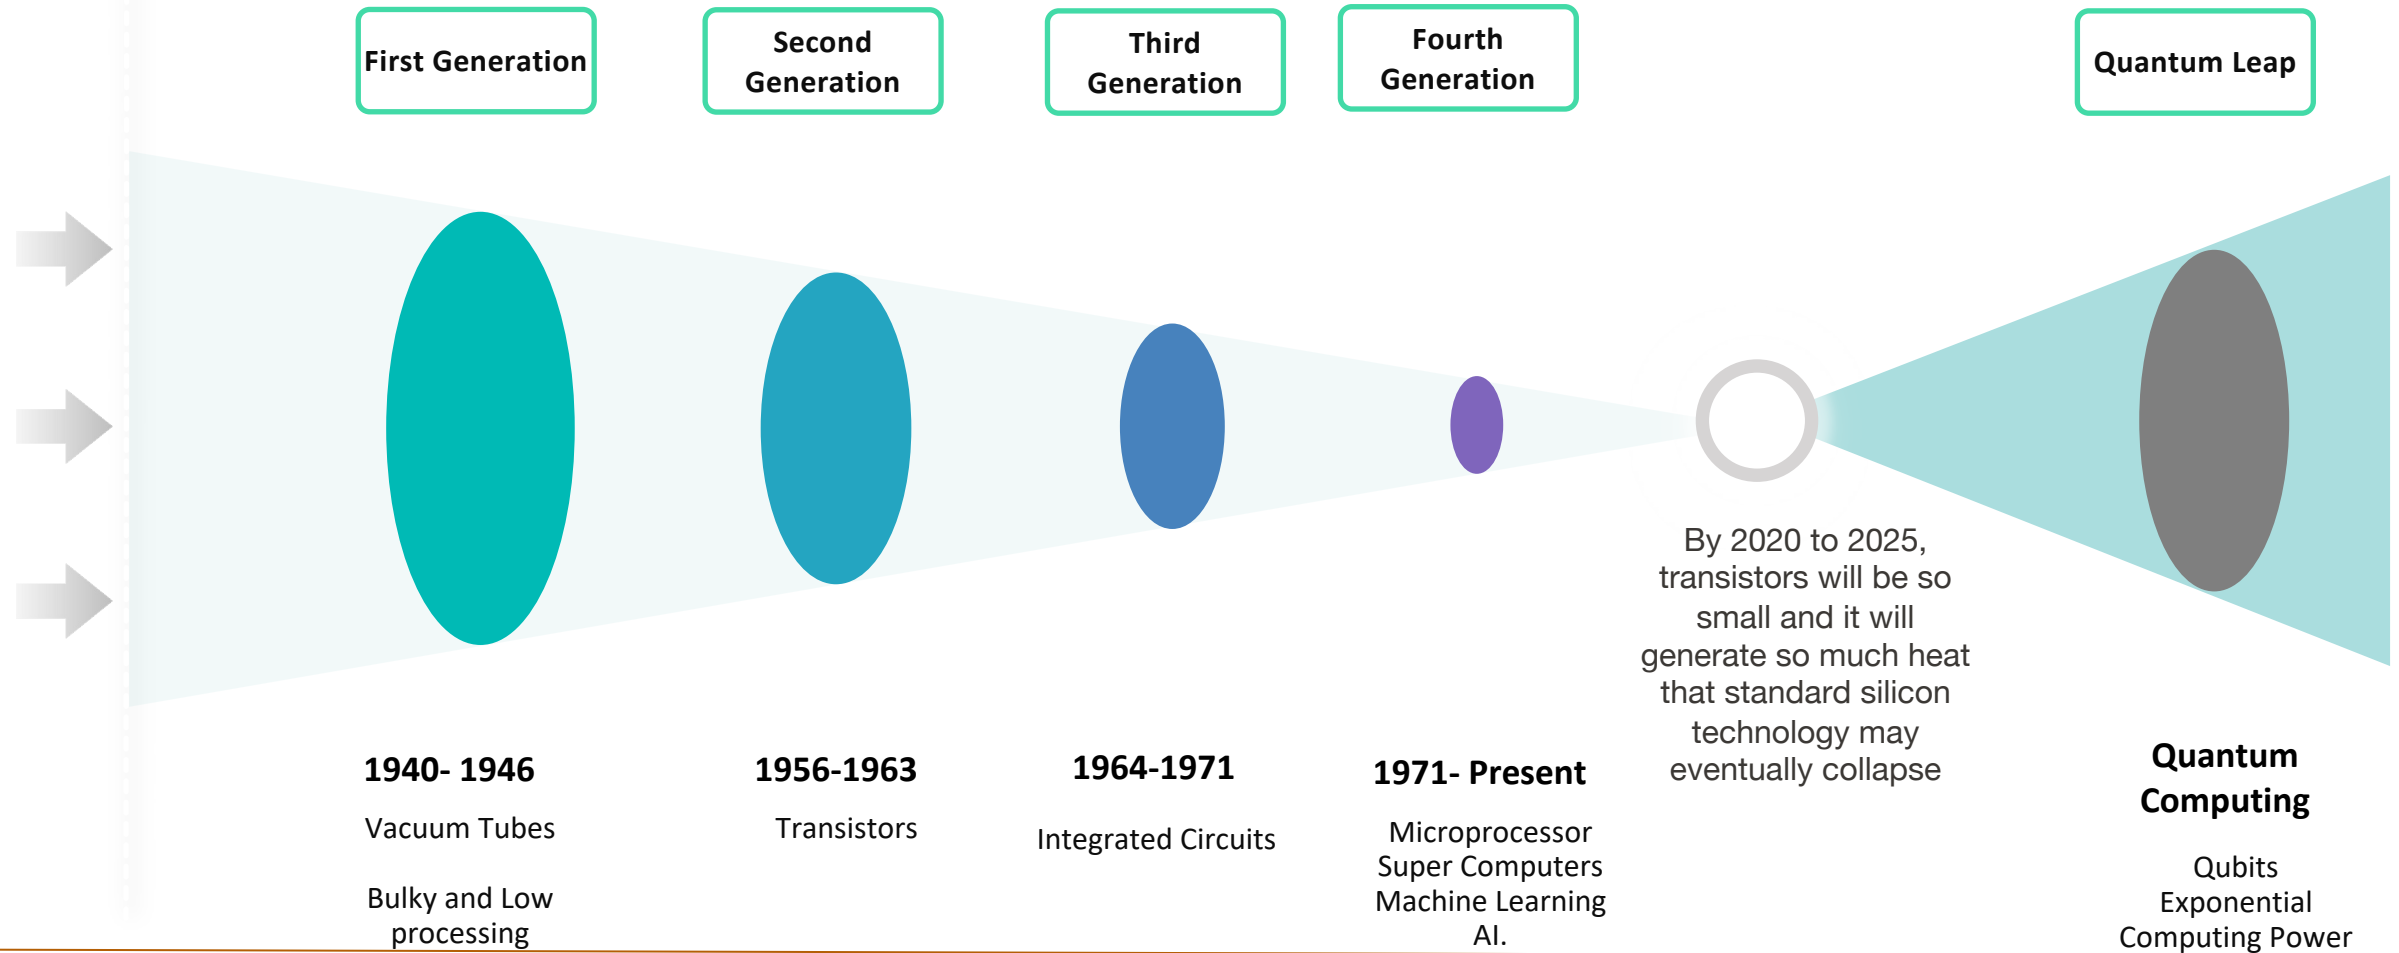 First Generation
Second
Generation
Third
Generation
Fourth
Generation
Quantum Leap
By 2020 to 2025,
transistors will be so
small and it will
generate so much heat
that standard silicon
technology may
eventually collapse
1940- 1946
Vacuum Tubes
Bulky and Low
processing
1956-1963
Transistors
1964-1971
Integrated Circuits
1971- Present
Microprocessor
Super Computers
Machine Learning
AI.
Quantum
Computing
Qubits
Exponential
Computing Power